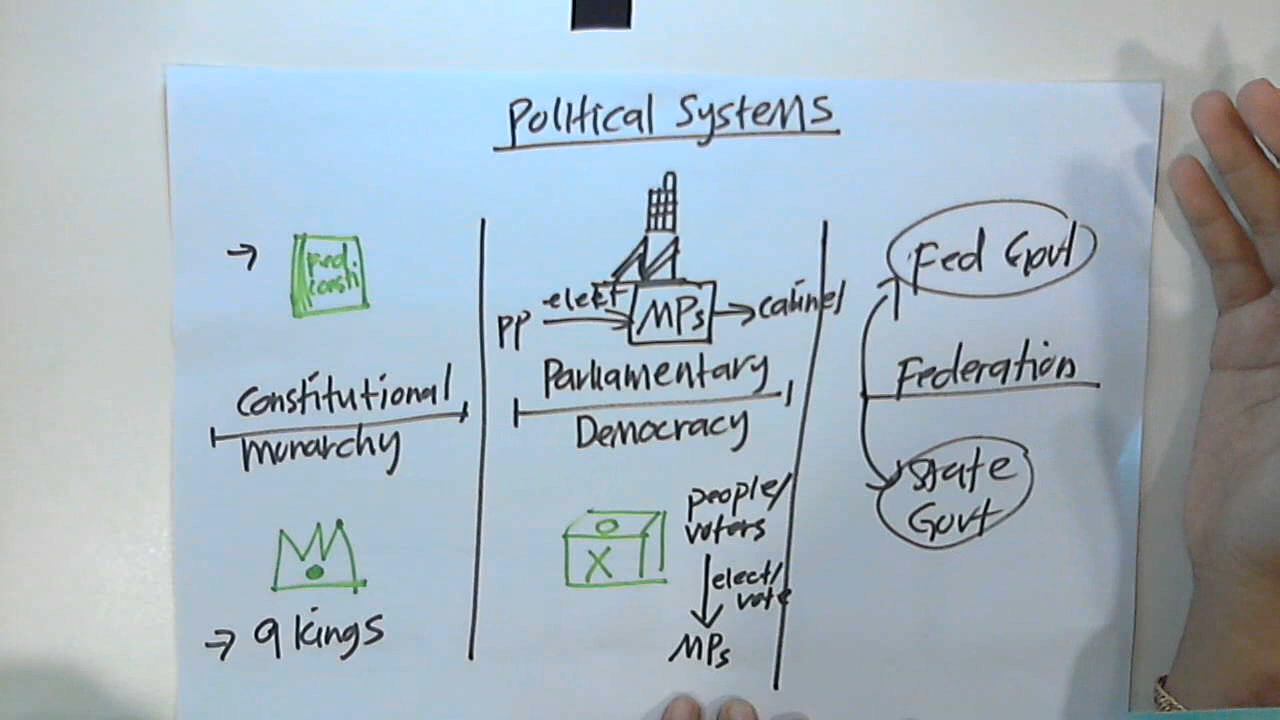 Political Systems
Fed.
Consti
Constitutional
Monarchy
9 kings
PP
elect
MPs
cabinet
Parliamentary
Democracy
X
people/
voters
elect/
vote
MPs
Fed Govt
Federation
State
Govt